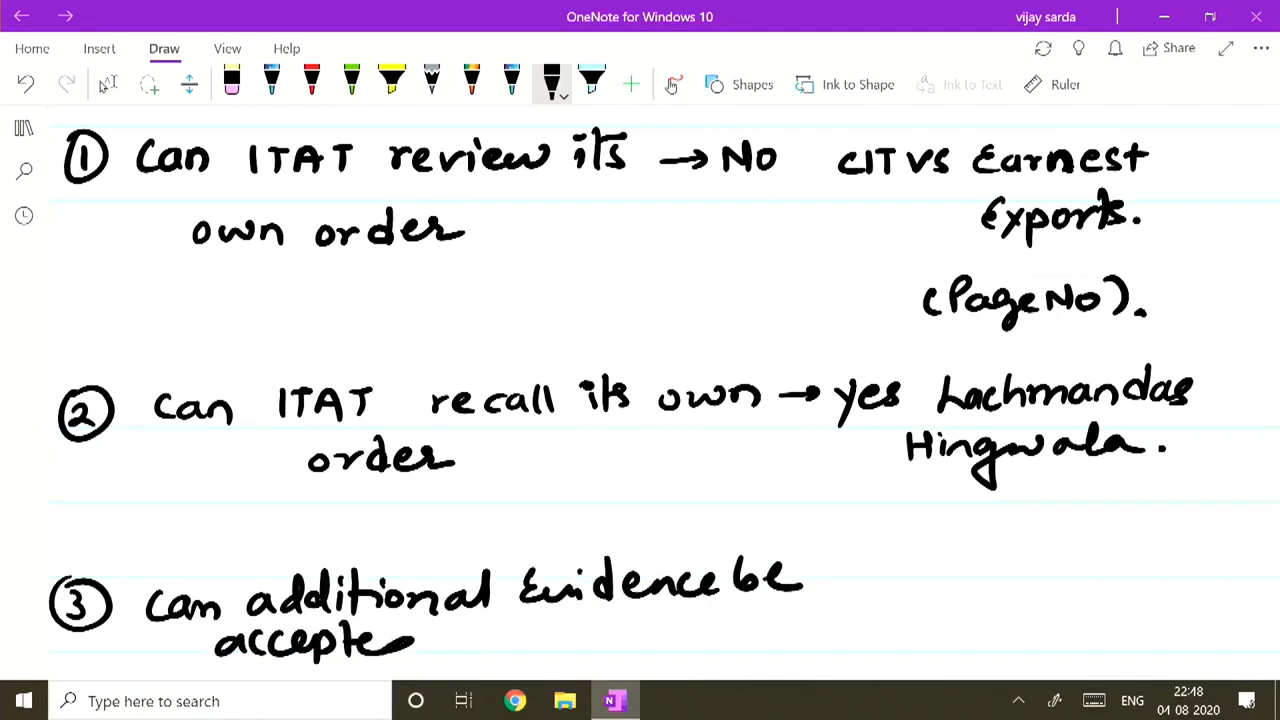 OneNote for Windows 10
vijay sarda
Home Insert Draw View Help
Share
Shapes Ink to Shape Ink to Text Ruler
① Can ITAT review its → No CIT VS Earnest
own order Exports.
(Page No).
② Can ITAT recall its own → yes Lachmandas
order Hingwala.
③ Can additional Evidence be
accepte
Type here to search
ENG
22:48
04-08-2020